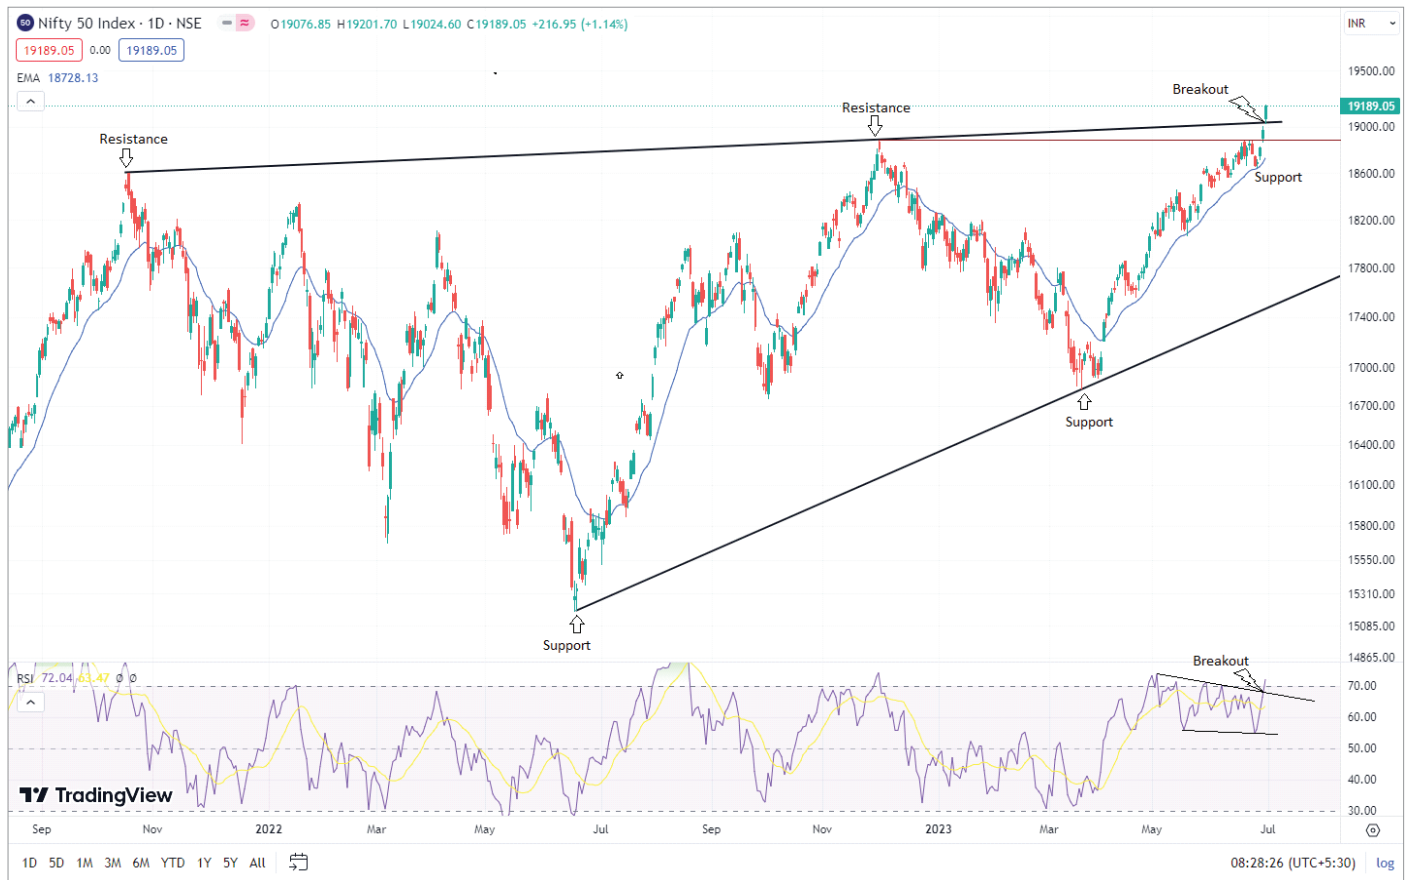 50 Nifty 50 Index · 1D · NSE O19076.85 H19201.70 L19024.60 C19189.05 +216.95 (+1.14%)
INR
19189.05 0.00 19189.05
EMA 18728.13
19500.00
Breakout
19189.05
Resistance
19000.00
Resistance
18600.00
Support
18200.00
17800.00
17400.00
17000.00
16700.00
Support
16400.00
16100.00
15800.00
15550.00
15310.00
15085.00
Support
14865.00
Breakout
RSI 72.04 63.47 Ø Ø
70.00
60.00
50.00
40.00
TradingView
30.00
Sep Nov 2022 Mar May Jul Sep Nov 2023 Mar May Jul
1D 5D 1M 3M 6M YTD 1Y 5Y All 08:28:26 (UTC+5:30) log